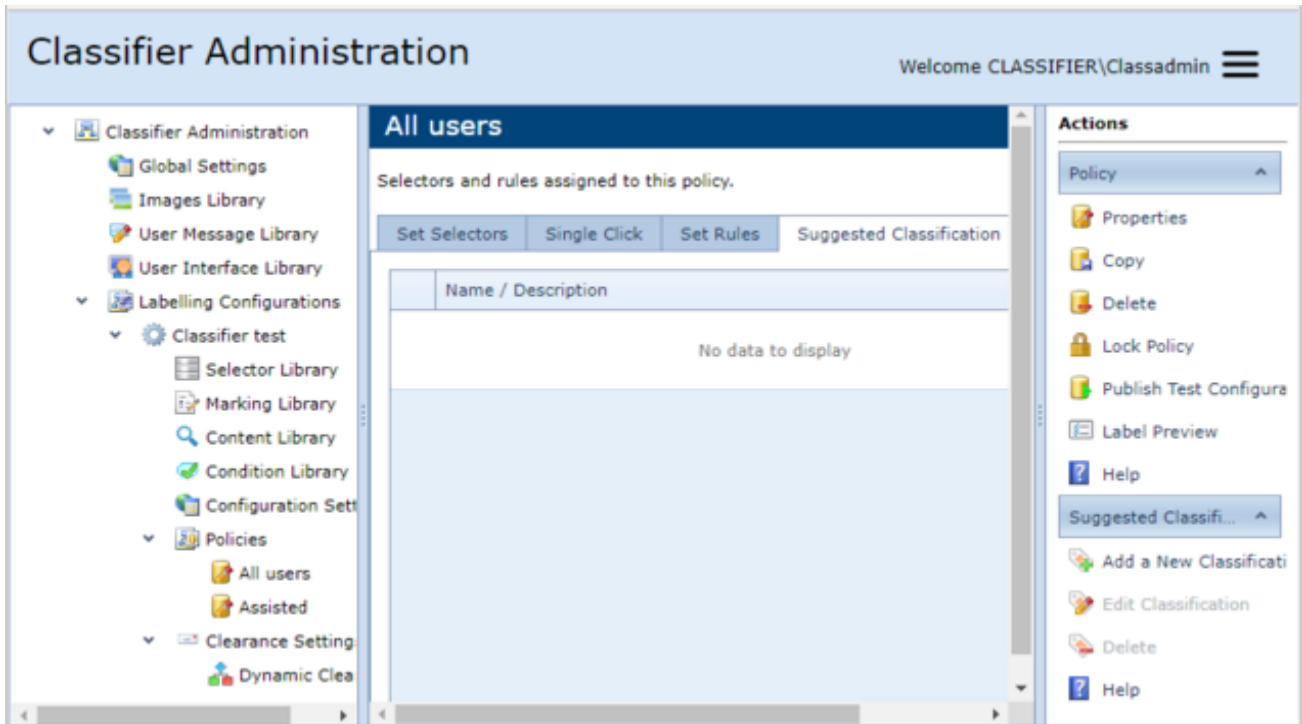 Classifier Administration
Welcome CLASSIFIER\Classadmin
Classifier Administration
Global Settings
Images Library
User Message Library
User Interface Library
Labelling Configurations
Classifier test
Selector Library
Marking Library
Content Library
Condition Library
Configuration Sett
Policies
All users
Assisted
Clearance Setting
Dynamic Clea
All users
Selectors and rules assigned to this policy.
Set Selectors Single Click Set Rules Suggested Classification
Name / Description
No data to display
Actions
Policy
Properties
Copy
Delete
Lock Policy
Publish Test Configura
Label Preview
Help
Suggested Classifi...
Add a New Classificati
Edit Classification
Delete
Help